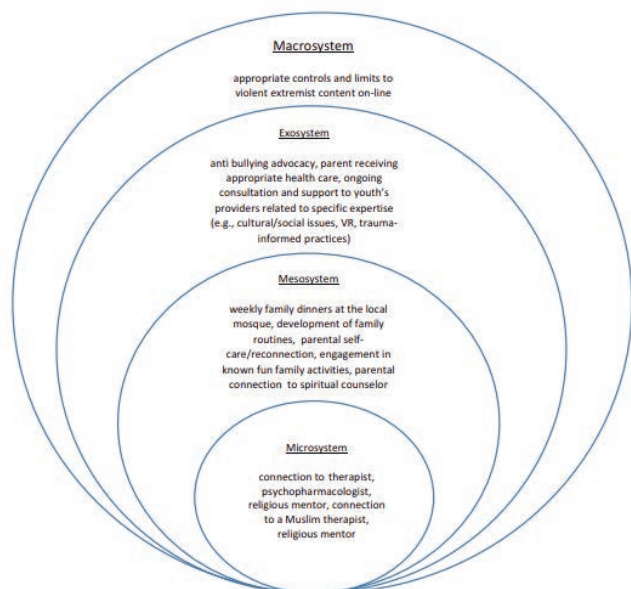 Macrosystem
appropriate controls and limits to
violent extremist content on-line
Exosystem
anti bullying advocacy, parent receiving
appropriate health care, ongoing
consultation and support to youth's
providers related to specific expertise
(e.g., cultural/social issues, VR, trauma-
informed practices)
Mesosystem
weekly family dinners at the local
mosque, development of family
routines, parental self-
care/reconnection, engagement in
known fun family activities, parental
connection to spiritual counselor
Microsystem
connection to therapist,
psychopharmacologist,
religious mentor, connection
to a Muslim therapist,
religious mentor